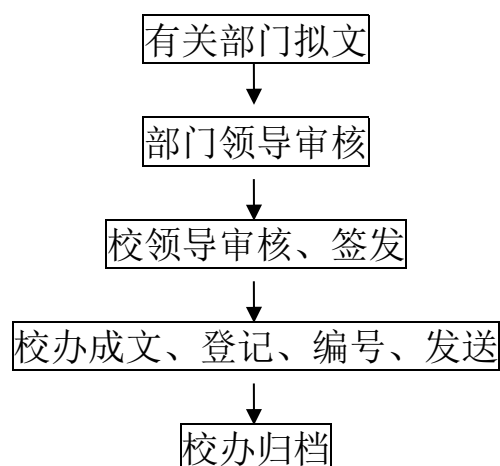 有关部门拟文
部门领导审核
校领导审核、签发
校办成文、登记、编号、发送
校办归档